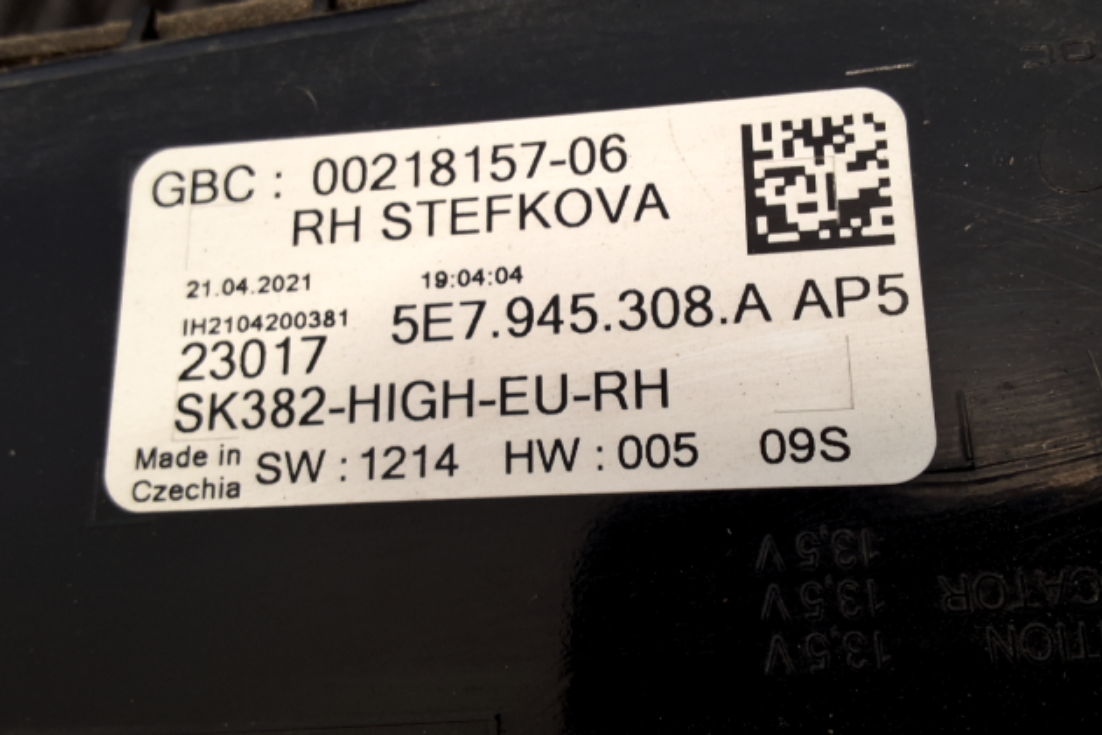 GBC : 00218157-06
RH STEFKOVA
21.04.2021 19:04:04
IH2104200381 5E7.945.308.A AP5
23017
SK382-HIGH-EU-RH
Made in Czechia SW : 1214 HW : 005 09S
13,5V
13,5V
13,5V